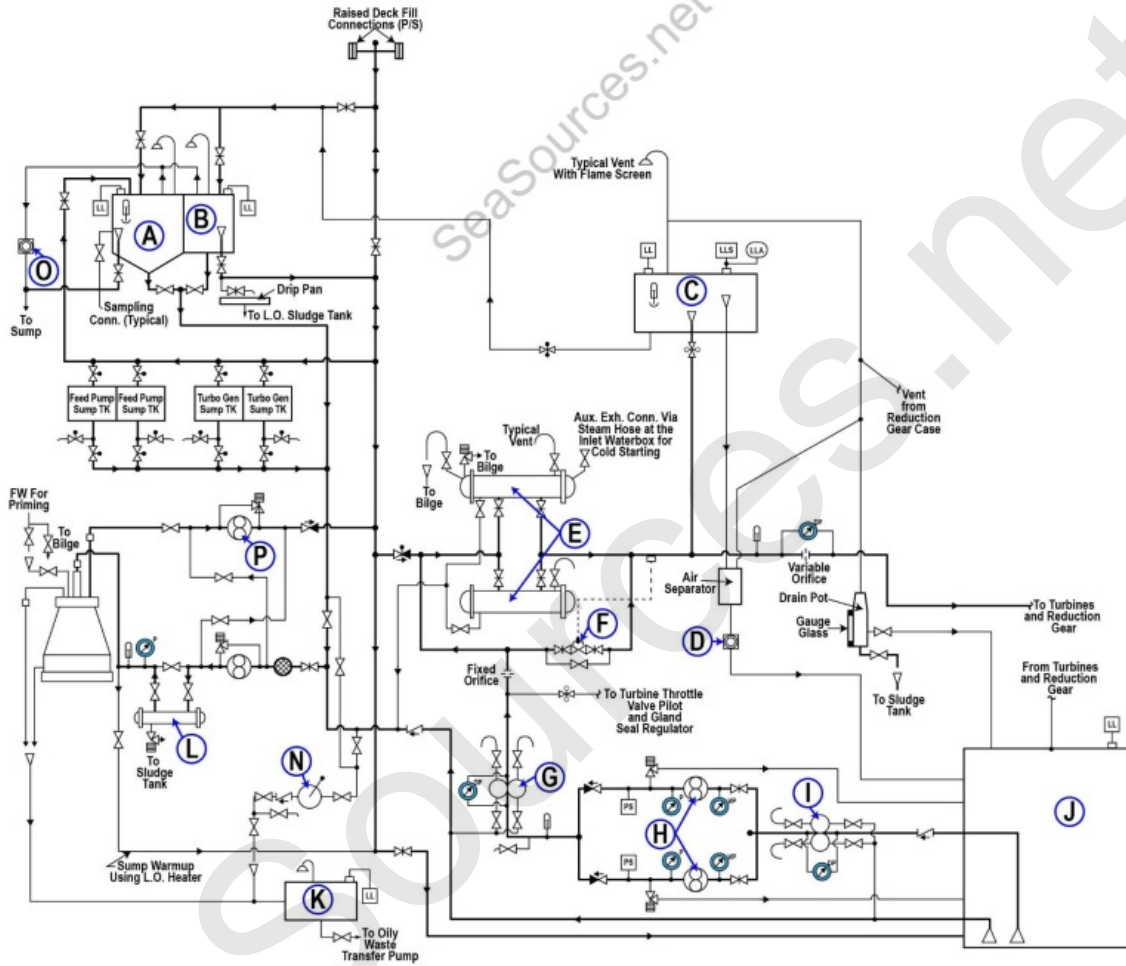 Raised Deck Fill
Connections (P/S)
Typical Vent
With Flame Screen
SeaSources.net
LL
A
B
LL
O
To
Sump
Sampling
Conn. (Typical)
Drip Pan
To L.O. Sludge Tank
LL
LLS
LLA
C
Vent
from
Reduction
Gear Case
Feed Pump
Sump TK
Feed Pump
Sump TK
Turbo Gen
Sump TK
Turbo Gen
Sump TK
Typical
Vent
Aux. Exh. Conn. Via
Steam Hose at the
Inlet Waterbox for
Cold Starting
To
Bilge
To
Bilge
FW For
Priming
To
Bilge
P
E
DP
Variable
Orifice
Air
Separator
Drain Pot
Gauge
Glass
To Turbines
and Reduction
Gear
D
F
P
L
To
Sludge
Tank
Fixed
Orifice
To Turbine Throttle
Valve Pilot
and Gland
Seal Regulator
To Sludge
Tank
From Turbines
and Reduction
Gear
LL
N
DP
G
PS
P
H
PS
P
I
DP
J
Sump Warmup
Using L.O. Heater
K
LL
To Oily
Waste
Transfer Pump
Sources.net